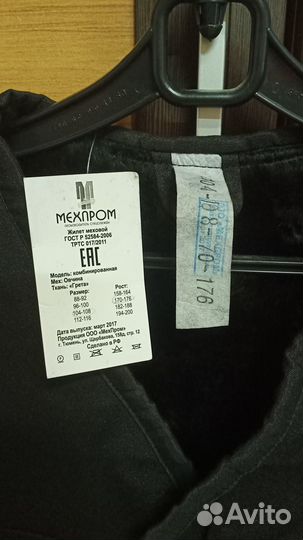 МЕХПРОМ
Жилет меховой
ГОСТ Р 52584-2006
ТРТС 017/2011
ЕАС
Модель: комбинированная
Мех: Овчина
Ткань: «Грета»
Размер: Рост:
88-92 158-164
96-100 170-176
104-108 182-188
112-116 194-200
Дата выпуска: март 2017
Продукция ООО «МехПром»
г. Тюмень, ул. Щербакова, 158д, стр. 12
Сделано в РФ
104-108-170-176
Avito